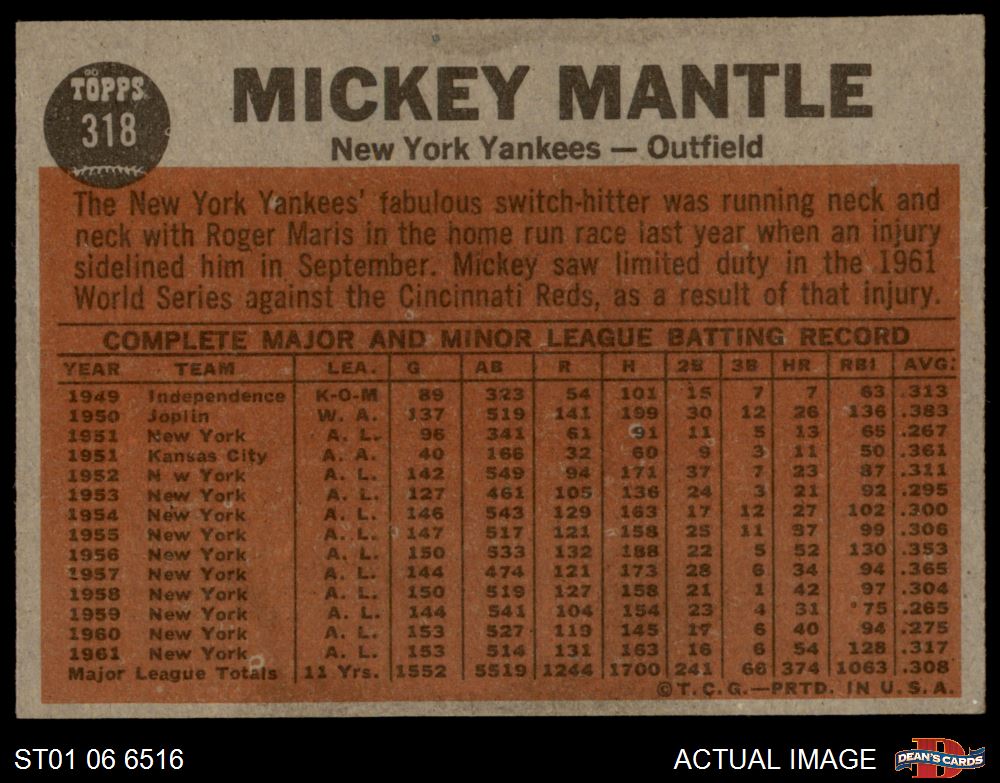 TOPPS
318
MICKEY MANTLE
New York Yankees — Outfield
The New York Yankees' fabulous switch-hitter was running neck and
neck with Roger Maris in the home run race last year when an injury
sidelined him in September. Mickey saw limited duty in the 1961
World Series against the Cincinnati Reds, as a result of that injury.
COMPLETE MAJOR AND MINOR LEAGUE BATTING RECORD
YEAR TEAM LEA. G AB R H 2B 3B HR RBI AVG.
1949 Independence K-O-M 89 323 54 101 15 7 7 63 .313
1950 Joplin W. A. 137 519 141 199 30 12 26 136 .383
1951 New York A. L. 96 341 61 91 11 5 13 65 .267
1951 Kansas City A. A. 40 166 32 60 9 3 11 50 .361
1952 N w York A. L. 142 549 94 171 37 7 23 87 .311
1953 New York A. L. 127 461 105 136 24 3 21 92 .295
1954 New York A. L. 146 543 129 163 17 12 27 102 .300
1955 New York A. L. 147 517 121 158 25 11 37 99 .306
1956 New York A. L. 150 533 132 188 22 5 52 130 .353
1957 New York A. L. 144 474 121 173 28 6 34 94 .365
1958 New York A. L. 150 519 127 158 21 1 42 97 .304
1959 New York A. L. 144 541 104 154 23 4 31 75 .265
1960 New York A. L. 153 527 119 145 17 6 40 94 .275
1961 New York A. L. 153 514 131 163 16 6 54 128 .317
Major League Totals 11 Yrs. 1552 5519 1244 1700 241 66 374 1063 .308
©T.C.G.—PRTD. IN U.S.A.
ST01 06 6516
ACTUAL IMAGE
DEAN'S CARDS